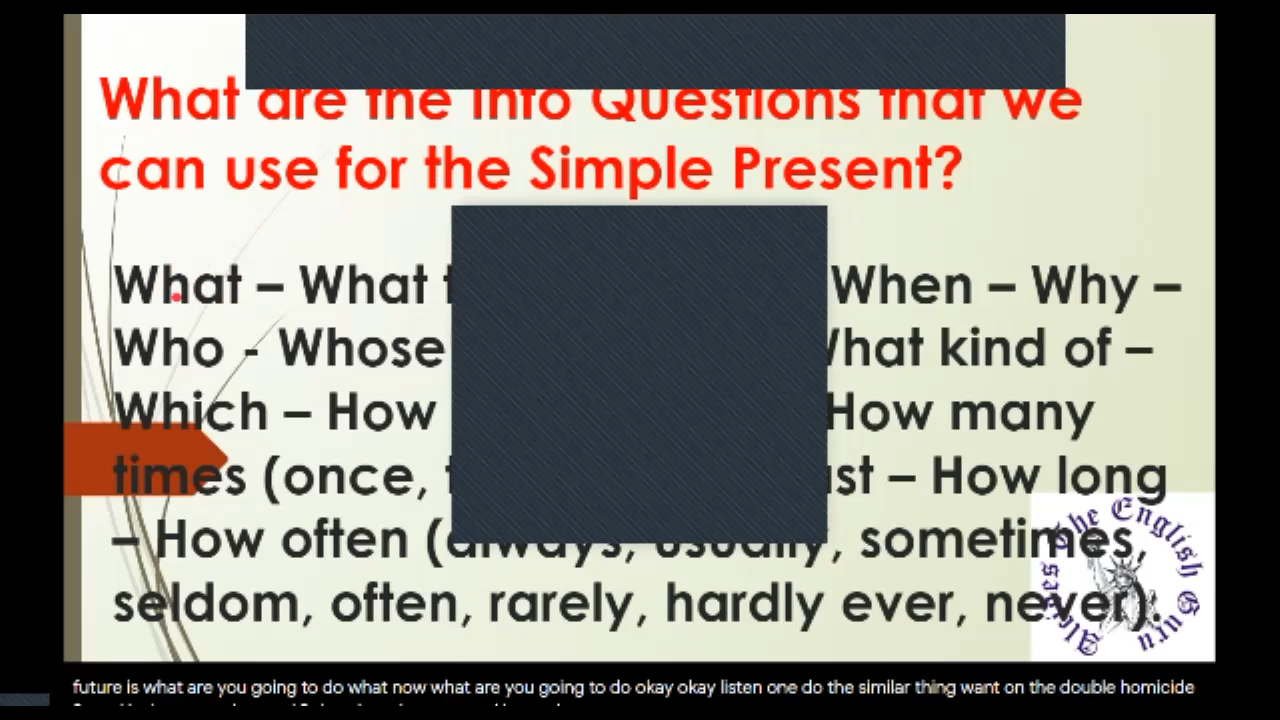 What are the Info Questions that we
can use for the Simple Present?
What – What When – Why –
Who - Whose What kind of –
Which – How How many
times (once, – How long
– How often (always, usually, sometimes,
seldom, often, rarely, hardly ever, never).
The English Guru
future is what are you going to do what now what are you going to do okay okay listen one do the similar thing want on the double homicide